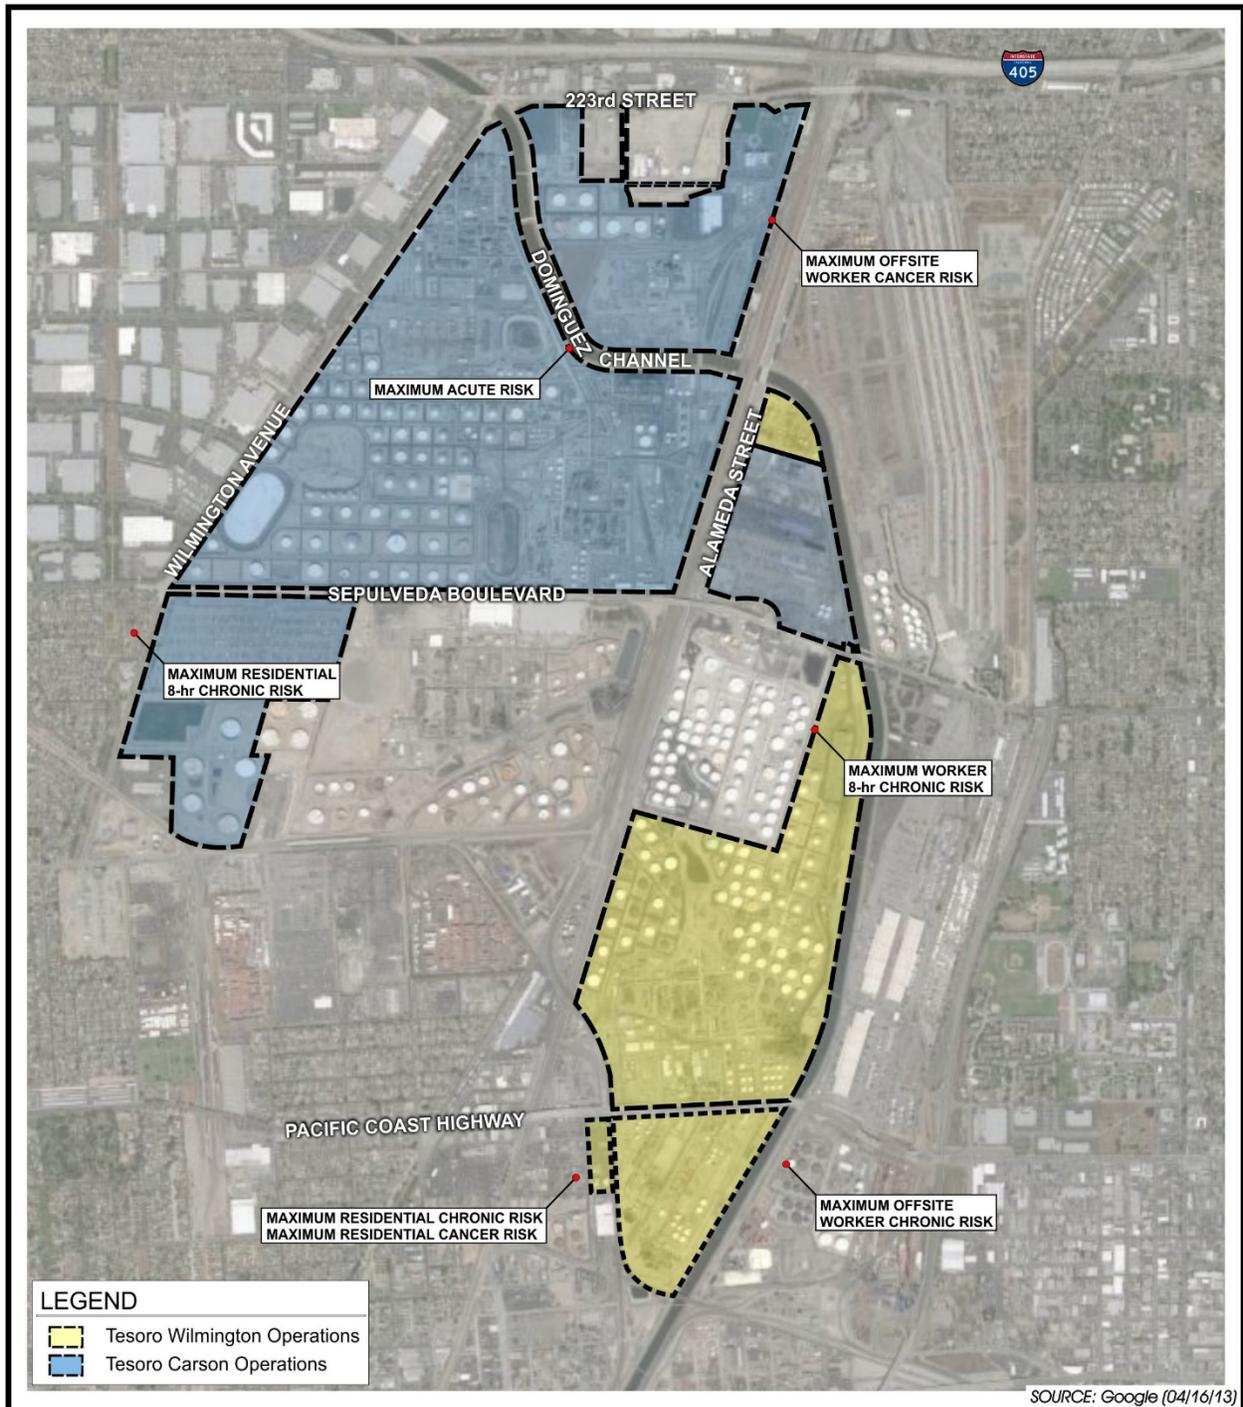 INTERSTATE
CALIFORNIA
405
223rd STREET
MAXIMUM OFFSITE
WORKER CANCER RISK
DOMINGUEZ
CHANNEL
MAXIMUM ACUTE RISK
WILMINGTON AVENUE
ALAMEDA STREET
SEPULVEDA BOULEVARD
MAXIMUM RESIDENTIAL
8-hr CHRONIC RISK
MAXIMUM WORKER
8-hr CHRONIC RISK
PACIFIC COAST HIGHWAY
MAXIMUM RESIDENTIAL CHRONIC RISK
MAXIMUM RESIDENTIAL CANCER RISK
MAXIMUM OFFSITE
WORKER CHRONIC RISK
LEGEND
Tesoro Wilmington Operations
Tesoro Carson Operations
SOURCE: Google (04/16/13)